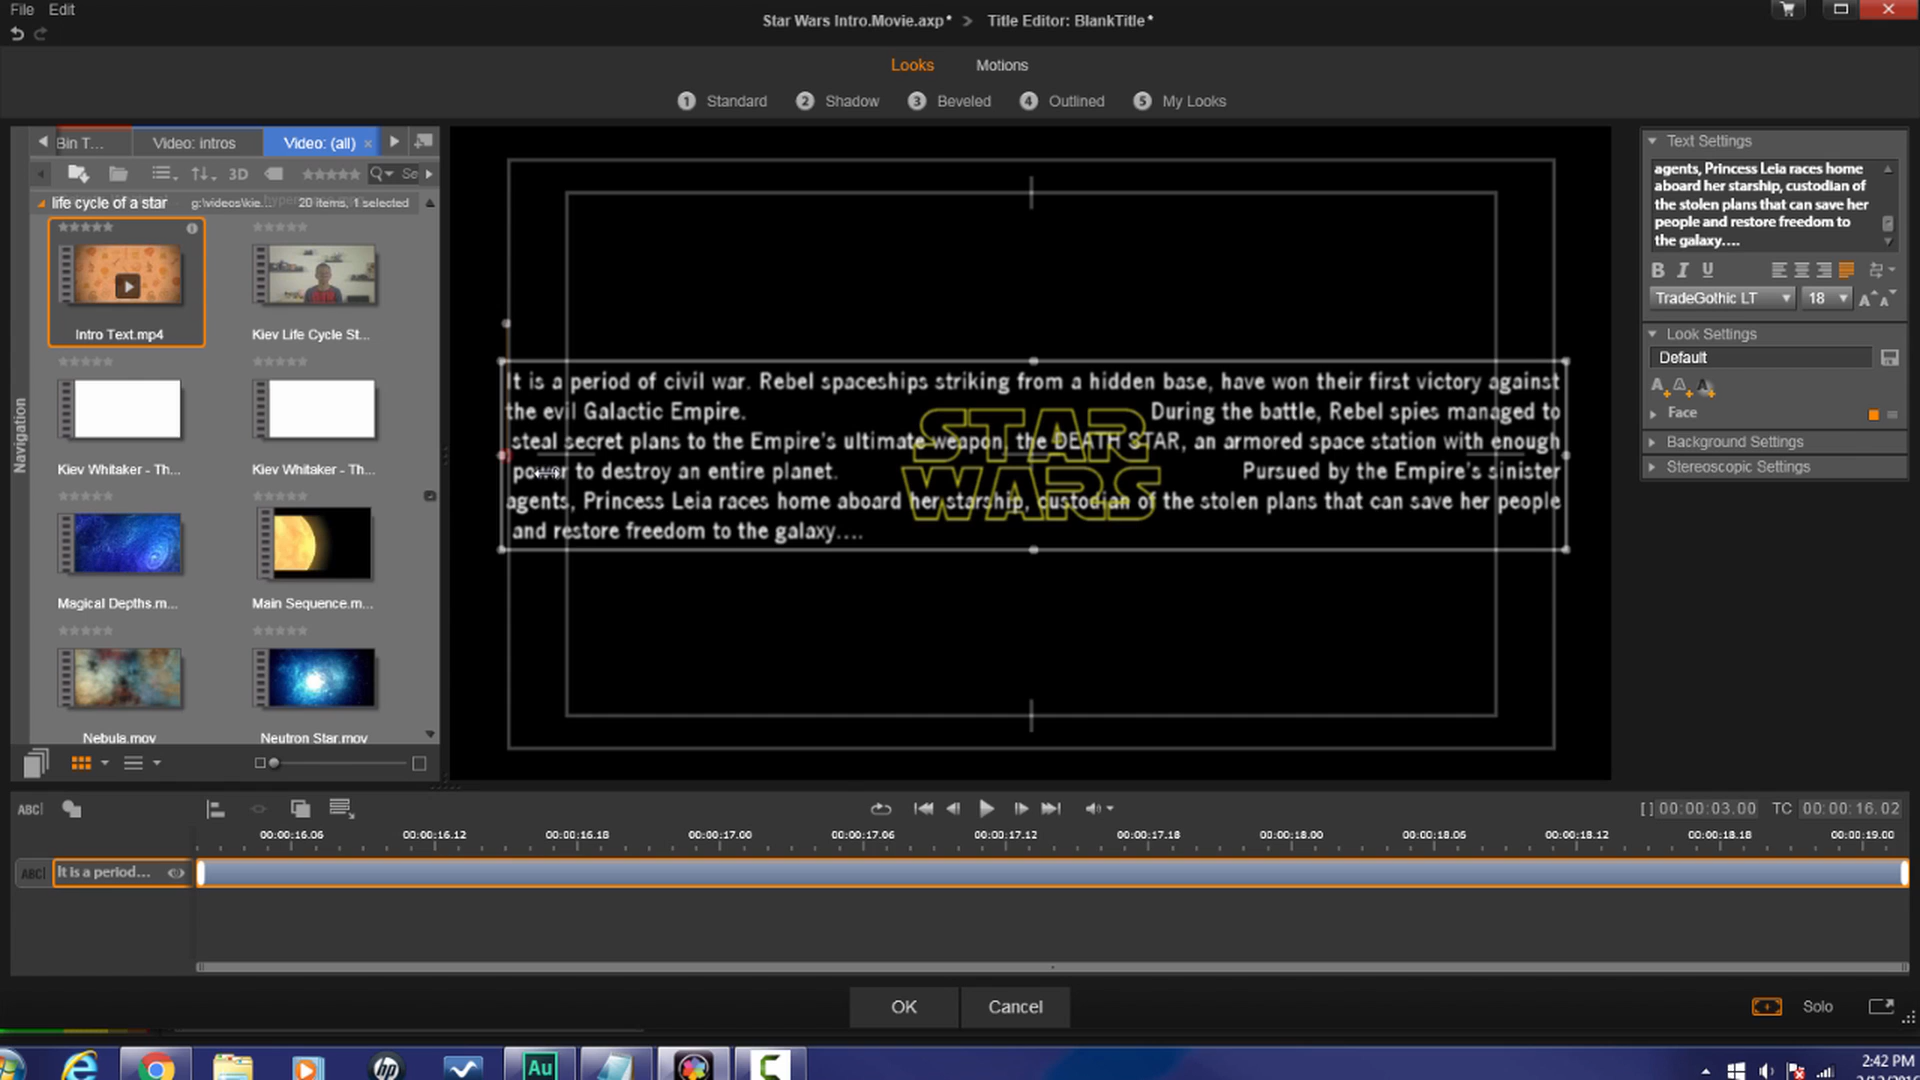 File Edit
Star Wars Intro.Movie.axp* > Title Editor: BlankTitle*
Looks Motions
1 Standard 2 Shadow 3 Beveled 4 Outlined 5 My Looks
Bin T... Video: intros Video: (all) ×
3D Se
life cycle of a star g:\videos\kie... 20 items, 1 selected
Intro Text.mp4 Kiev Life Cycle St...
Kiev Whitaker - Th... Kiev Whitaker - Th...
Magical Depths.m... Main Sequence.m...
Nebula.mov Neutron Star.mov
Navigation
It is a period of civil war. Rebel spaceships striking from a hidden base, have won their first victory against
the evil Galactic Empire. During the battle, Rebel spies managed to
steal secret plans to the Empire's ultimate weapon, the DEATH STAR, an armored space station with enough
power to destroy an entire planet. Pursued by the Empire's sinister
agents, Princess Leia races home aboard her starship, custodian of the stolen plans that can save her people
and restore freedom to the galaxy....
STAR
WARS
Text Settings
agents, Princess Leia races home
aboard her starship, custodian of
the stolen plans that can save her
people and restore freedom to
the galaxy....
B I U
TradeGothic LT 18
Look Settings
Default
Face
Background Settings
Stereoscopic Settings
ABC
[ ] 00:00:03.00 TC 00:00:16.02
00:00:16.06 00:00:16.12 00:00:16.18 00:00:17.00 00:00:17.06 00:00:17.12 00:00:17.18 00:00:18.00 00:00:18.06 00:00:18.12 00:00:18.18 00:00:19.00
ABC It is a period...
OK Cancel
Solo
hp Au C
2:42 PM